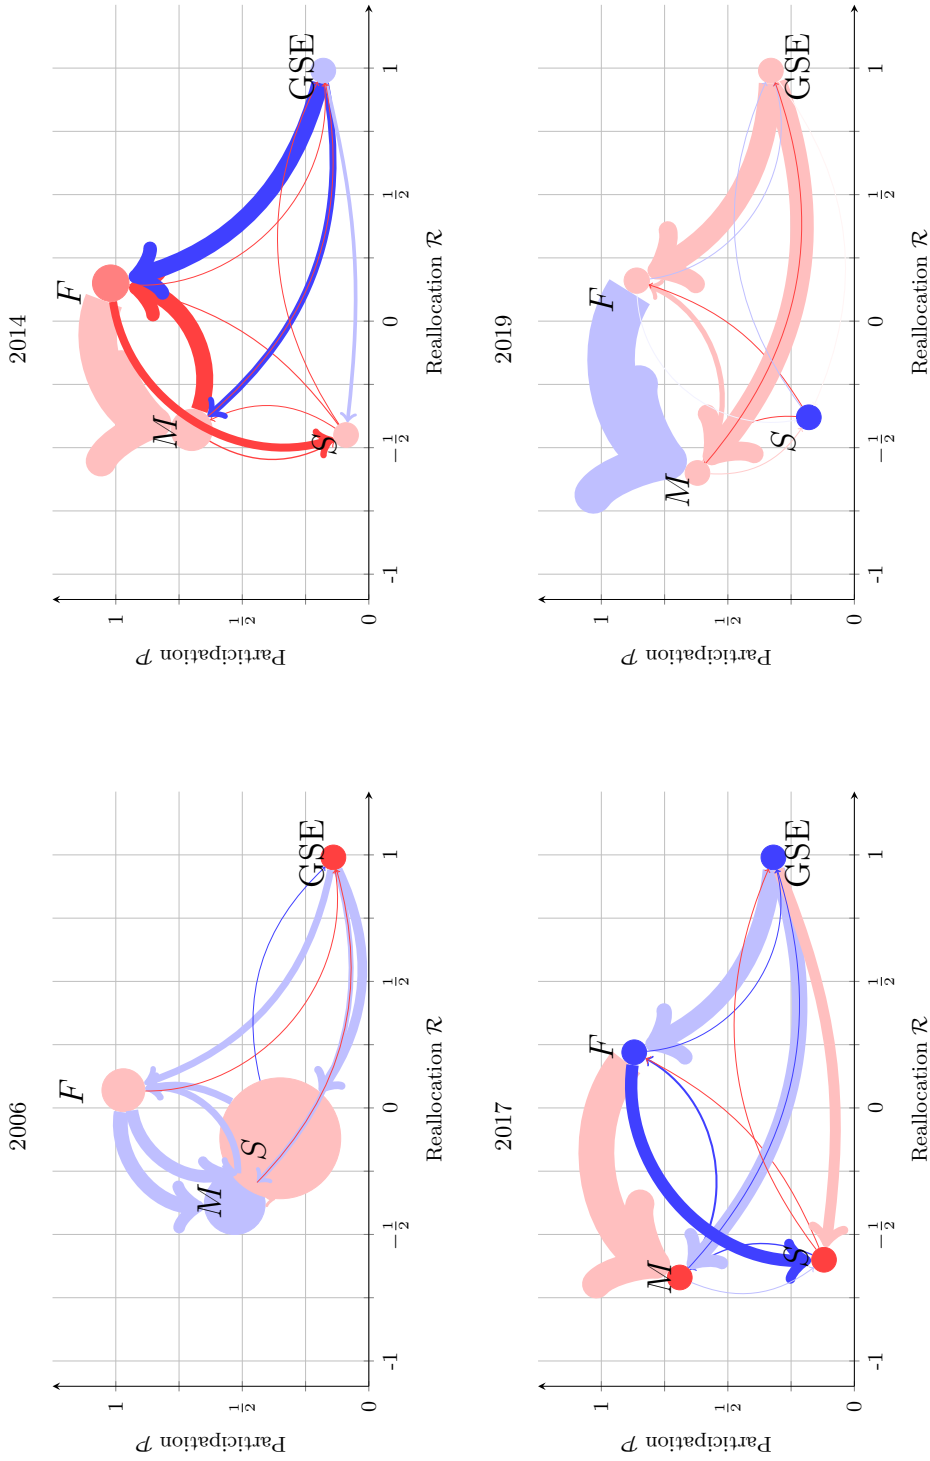 2006
Participation 𝒫
1
1/2
0
F
M
S
GSE
-1
−1/2
0
1/2
1
Reallocation ℛ
2014
Participation 𝒫
1
1/2
0
F
M
S
GSE
-1
−1/2
0
1/2
1
Reallocation ℛ
2017
Participation 𝒫
1
1/2
0
F
M
S
GSE
-1
−1/2
0
1/2
1
Reallocation ℛ
2019
Participation 𝒫
1
1/2
0
F
M
S
GSE
-1
−1/2
0
1/2
1
Reallocation ℛ